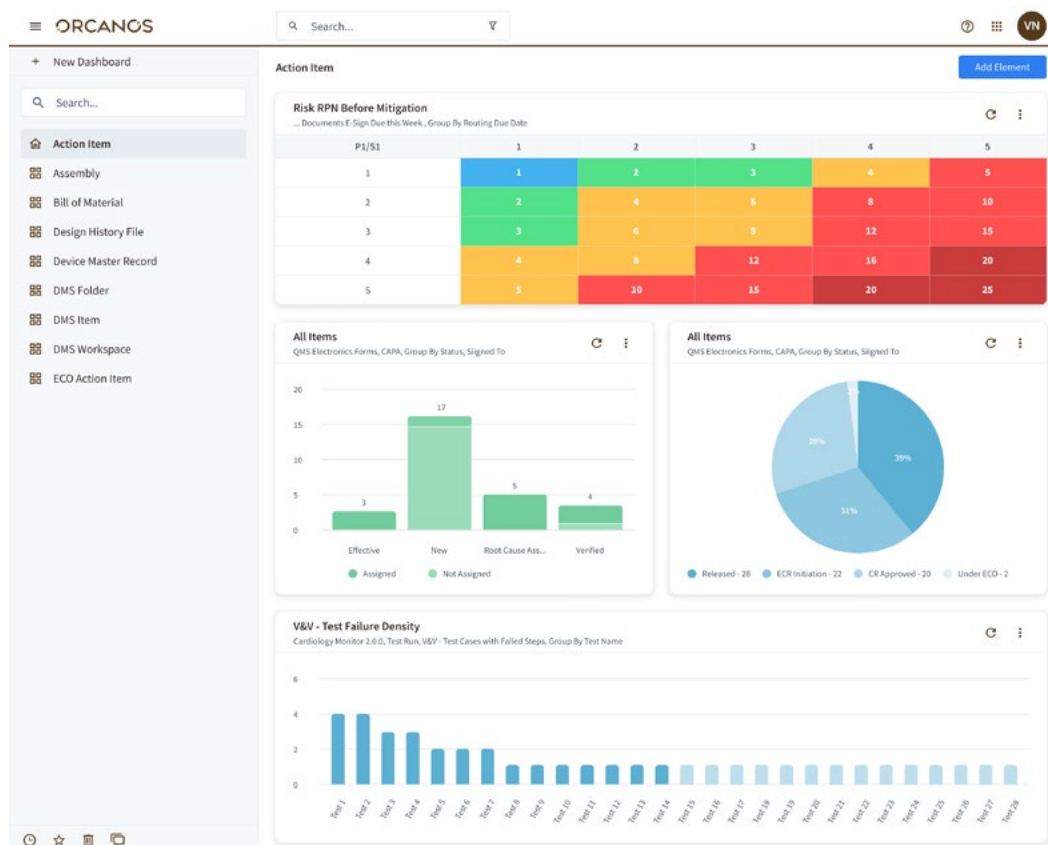 ORCANOS
Search...
VN
+ New Dashboard
Search...
Action Item
Assembly
Bill of Material
Design History File
Device Master Record
DMS Folder
DMS Item
DMS Workspace
ECO Action Item
Action Item
Add Element
Risk RPN Before Mitigation
... Documents E-Sign Due this Week , Group By Routing Due Date
P1/S1 1 2 3 4 5
1 1 2 3 4 5
2 2 4 6 8 10
3 3 6 9 12 15
4 4 8 12 16 20
5 5 10 15 20 25
All Items
QMS Electronics Forms, CAPA, Group By Status, Siigned To
20
15
10
5
0
3
17
5
4
Effective New Root Cause Ass... Verified
Assigned Not Assigned
All Items
QMS Electronics Forms, CAPA, Group By Status, Siigned To
39%
31%
28%
Released - 28 ECR Initiation - 22 CR Approved - 20 Under ECO - 2
V&V - Test Failure Density
Cardiology Monitor 2.0.0, Test Run, V&V - Test Cases with Failed Steps, Group By Test Name
6
4
2
0
Test 1 Test 2 Test 3 Test 4 Test 5 Test 6 Test 7 Test 8 Test 9 Test 10 Test 11 Test 12 Test 13 Test 14 Test 15 Test 16 Test 17 Test 18 Test 19 Test 20 Test 21 Test 22 Test 23 Test 24 Test 25 Test 26 Test 27 Test 28